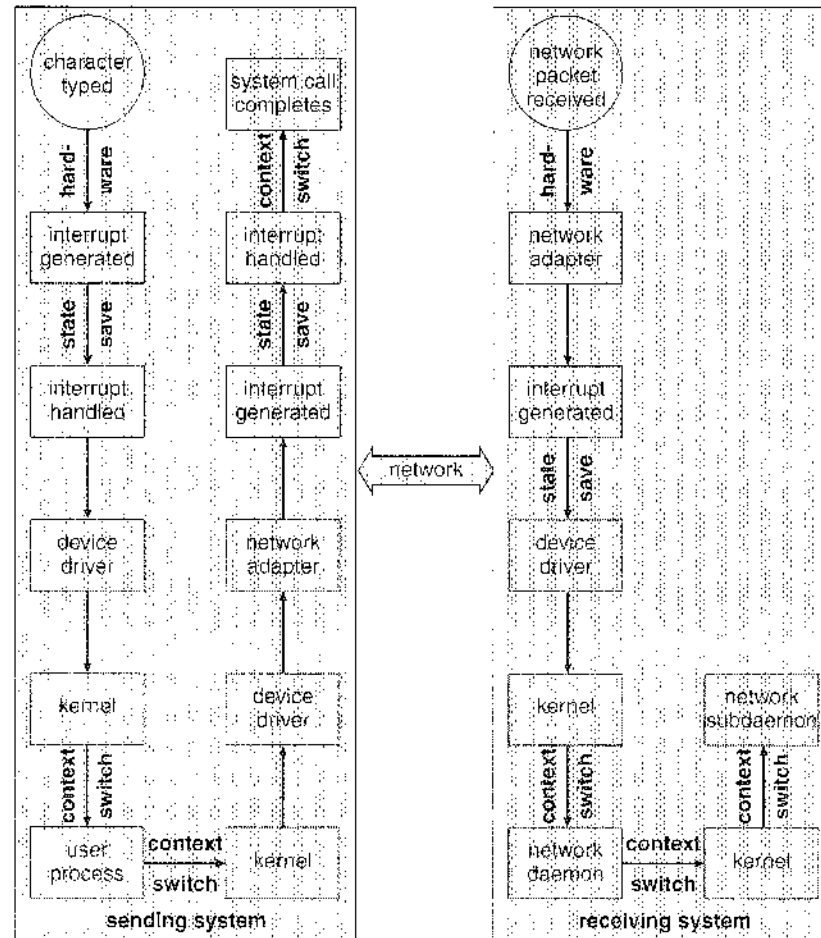 character
typed
hard-
ware
interrupt
generated
state
save
interrupt
handled
device
driver
kernel
context
switch
user
process
context
switch
kernel
device
driver
network
adapter
interrupt
generated
state
save
interrupt
handled
context
switch
system call
completes
sending system
network
network
packet
received
hard-
ware
network
adapter
interrupt
generated
state
save
device
driver
kernel
context
switch
network
daemon
context
switch
kernel
context
switch
network
subdaemon
receiving system